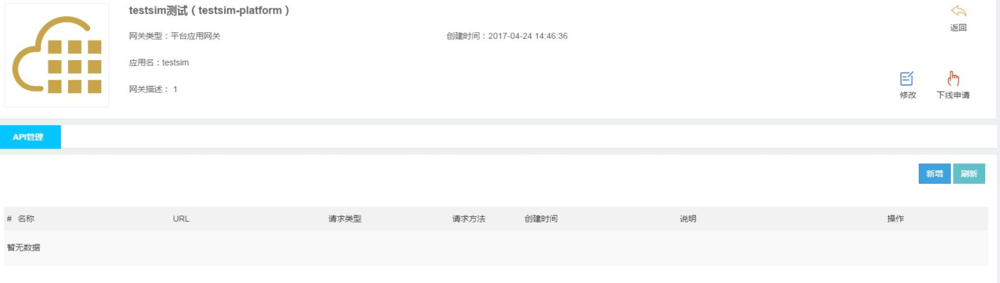 testsim测试（testsim-platform）
返回
网关类型：平台应用网关 创建时间：2017-04-24 14:46:36
应用名：testsim
网关描述： 1
修改 下线申请
API管理
新增 刷新
# 名称 URL 请求类型 请求方法 创建时间 说明 操作
暂无数据